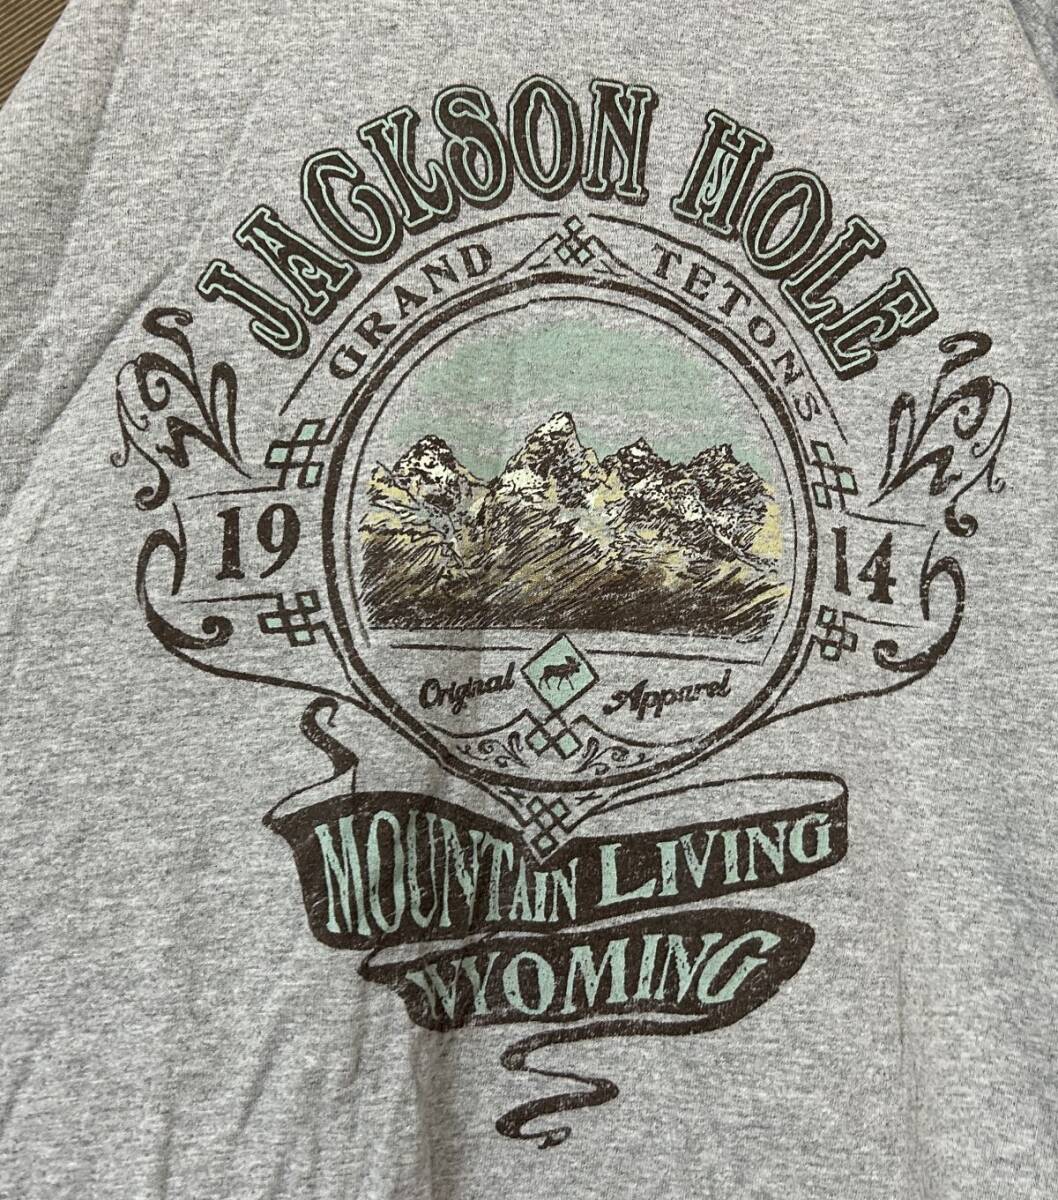 JACKSON HOLE
GRAND TETONS
19 14
Original Apparel
MOUNTAIN LIVING
WYOMING